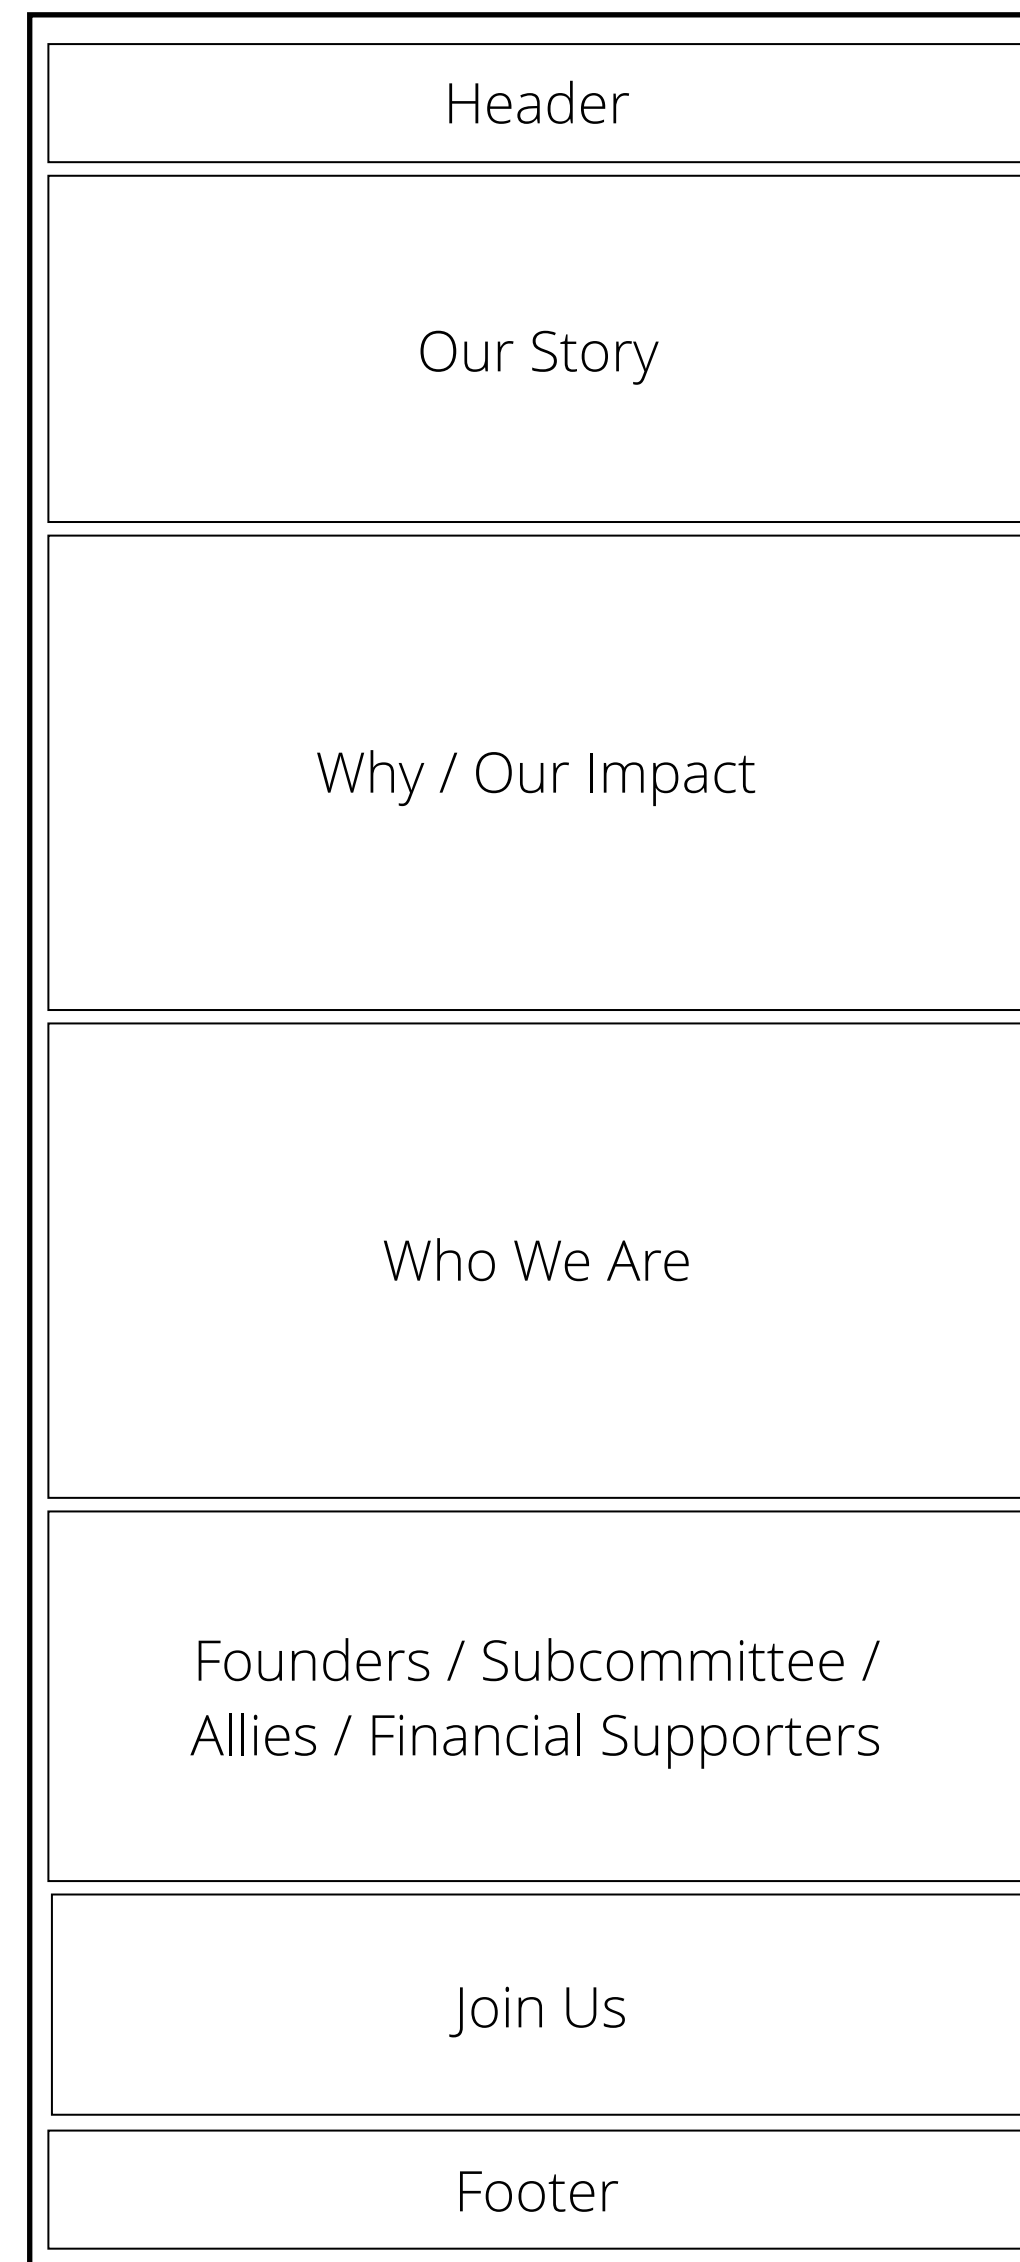 Header
Our Story
Why / Our Impact
Who We Are
Founders / Subcommittee /
Allies / Financial Supporters
Join Us
Footer